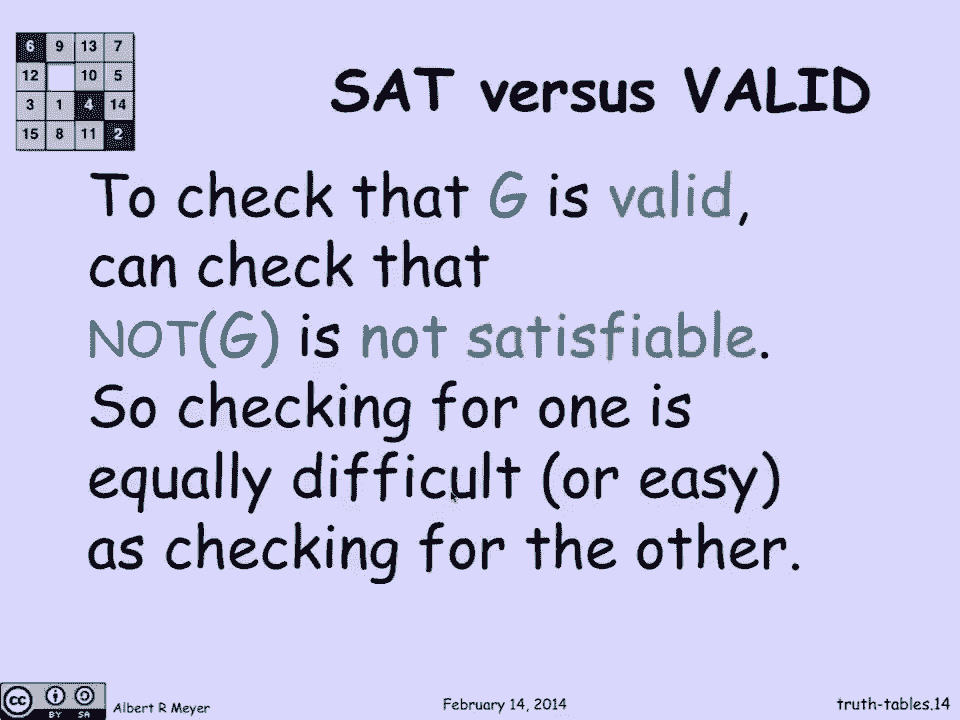 6 9 13 7
12 10 5
3 1 4 14
15 8 11 2
SAT versus VALID
To check that G is valid,
can check that
NOT(G) is not satisfiable.
So checking for one is
equally difficult (or easy)
as checking for the other.
cc BY SA
Albert R Meyer
February 14, 2014
truth-tables.14